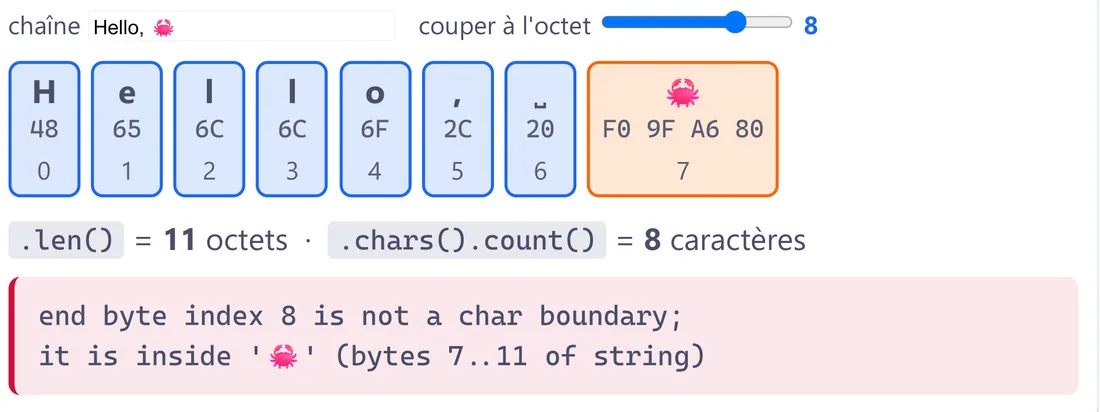 chaîne Hello, 🦀 couper à l'octet 8
H e l l o , ␣ 🦀
48 65 6C 6C 6F 2C 20 F0 9F A6 80
0 1 2 3 4 5 6 7
.len() = 11 octets · .chars().count() = 8 caractères
end byte index 8 is not a char boundary;
it is inside '🦀' (bytes 7..11 of string)